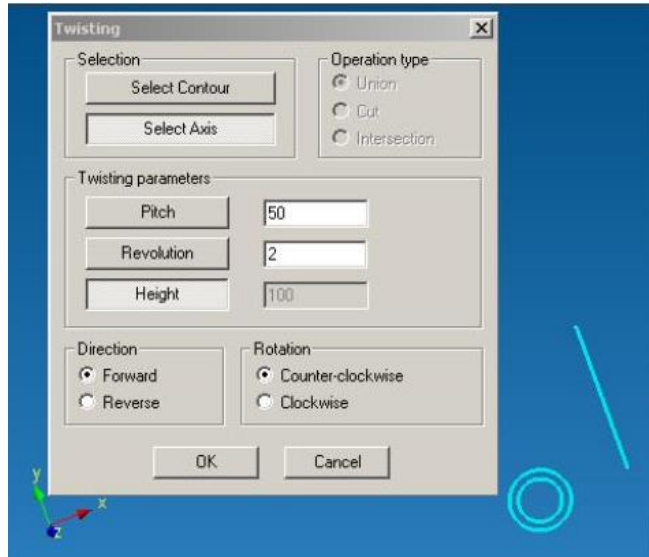 Twisting
Selection
Select Contour
Select Axis
Operation type
Union
Cut
Intersection
Twisting parameters
Pitch
50
Revolution
2
Height
100
Direction
Forward
Reverse
Rotation
Counter-clockwise
Clockwise
OK
Cancel
y
x
z